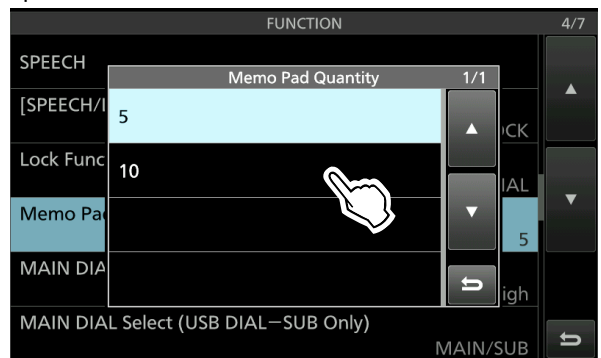 FUNCTION 4/7
SPEECH
Memo Pad Quantity 1/1
[SPEECH/
5
CK
Lock Func
10
IAL
Memo Pad
5
MAIN DIA
igh
MAIN DIAL Select (USB DIAL−SUB Only)
MAIN/SUB